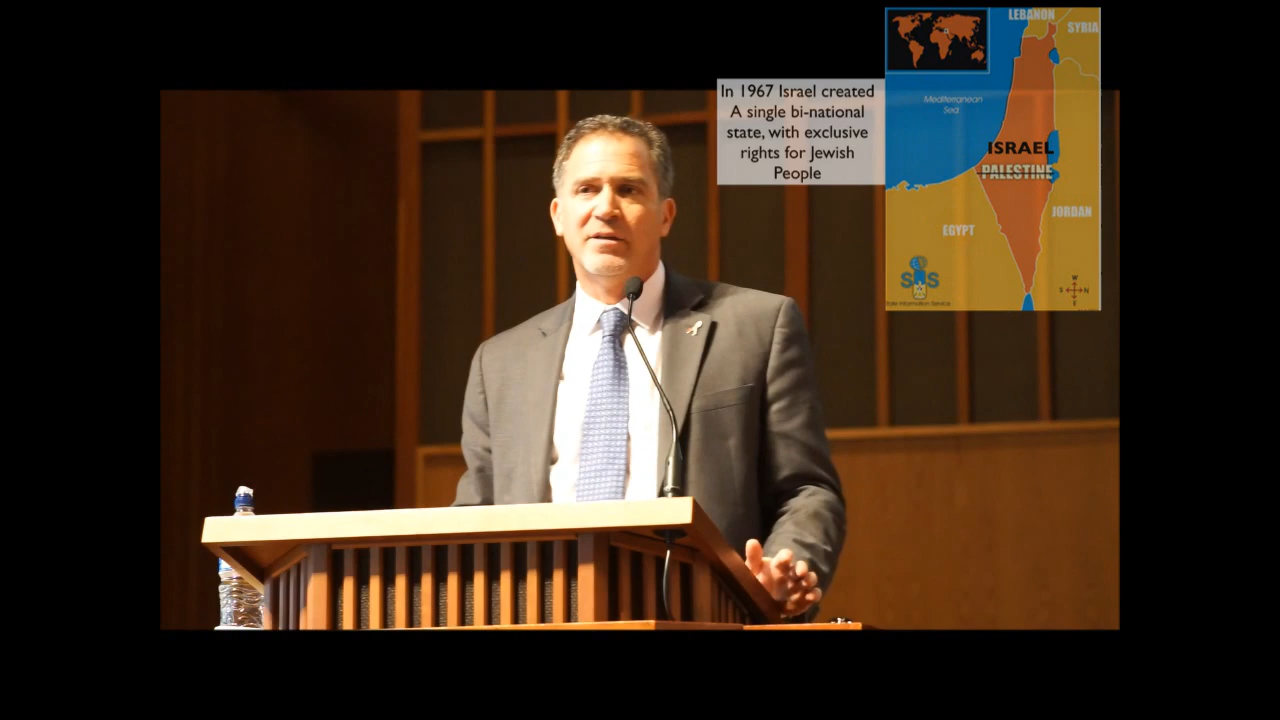 In 1967 Israel created
A single bi-national
state, with exclusive
rights for Jewish
People
LEBANON
SYRIA
Mediterranean
Sea
ISRAEL
PALESTINE
JORDAN
EGYPT
SIS
State Information Service
W
S N
E